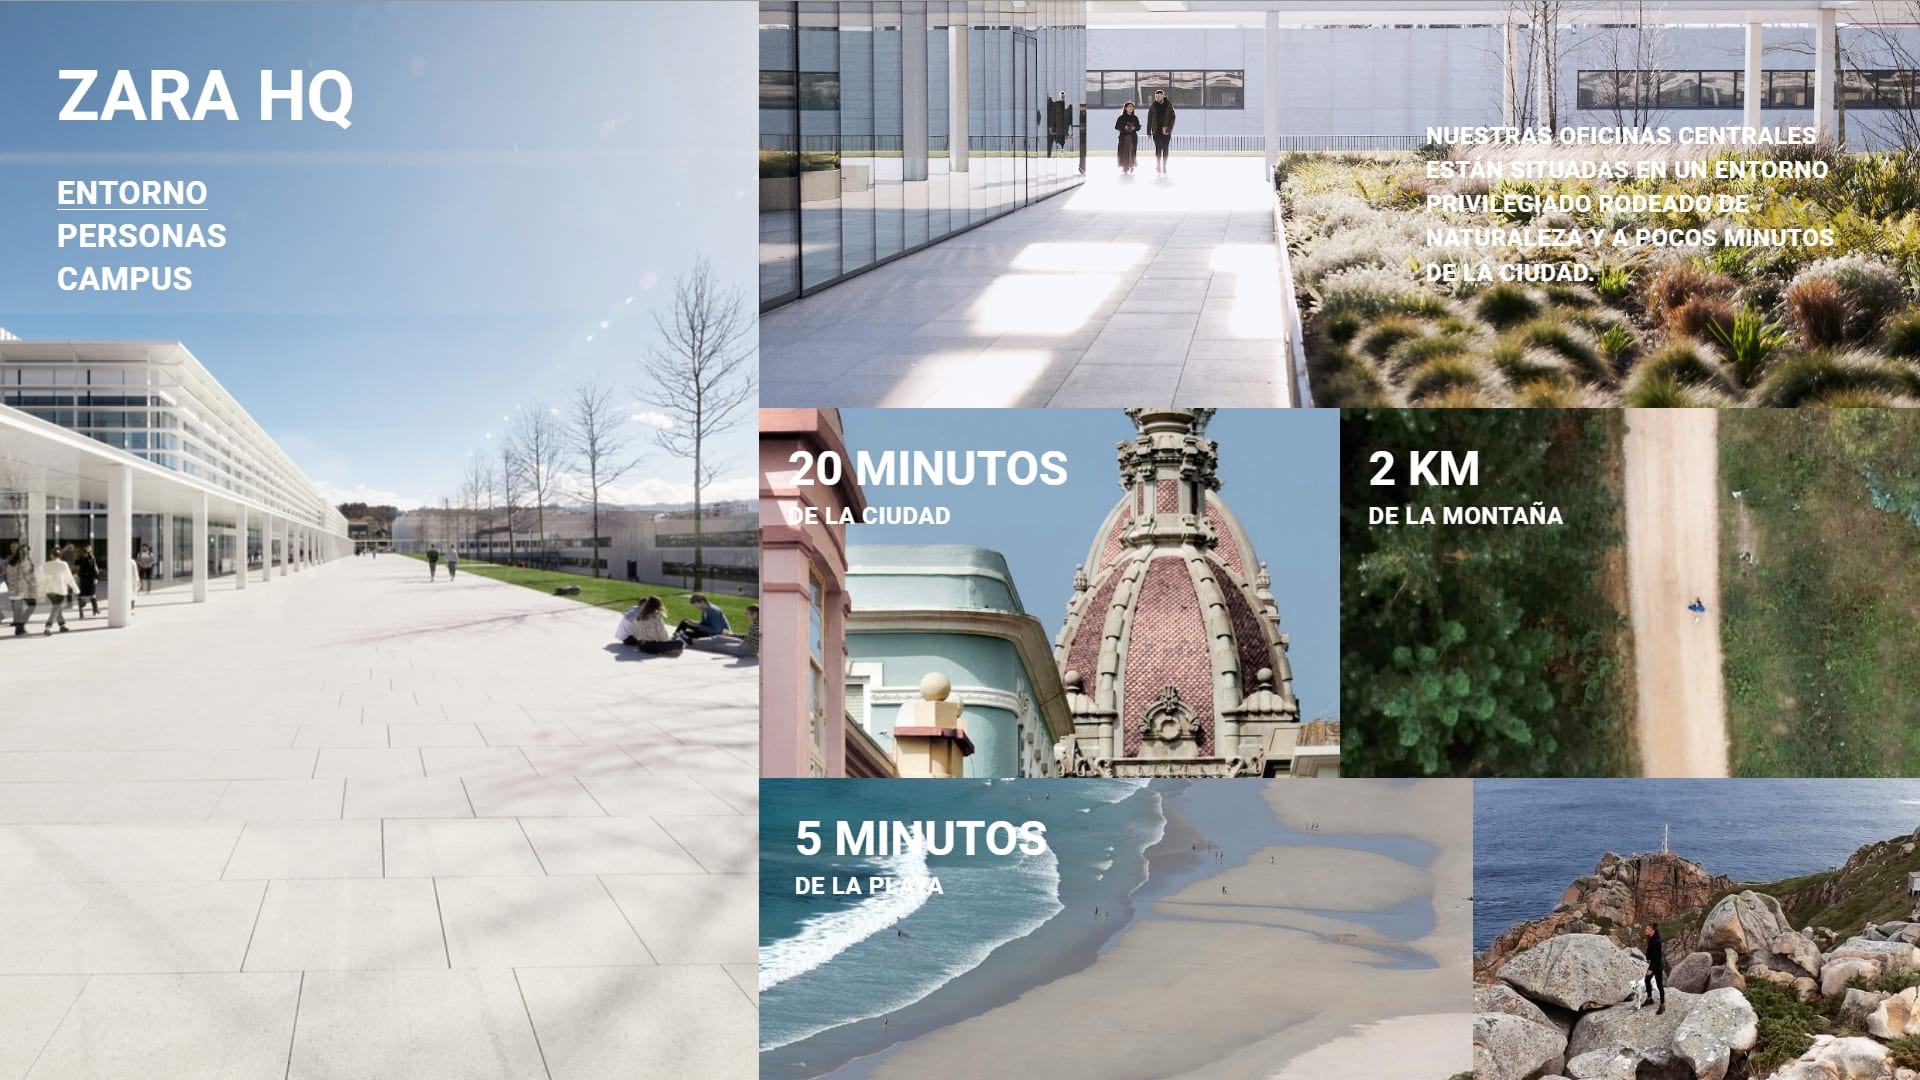 ZARA HQ
ENTORNO
PERSONAS
CAMPUS
NUESTRAS OFICINAS CENTRALES
ESTÁN SITUADAS EN UN ENTORNO
PRIVILEGIADO RODEADO DE
NATURALEZA Y A POCOS MINUTOS
DE LA CIUDAD.
20 MINUTOS
DE LA CIUDAD
2 KM
DE LA MONTAÑA
5 MINUTOS
DE LA PLAYA